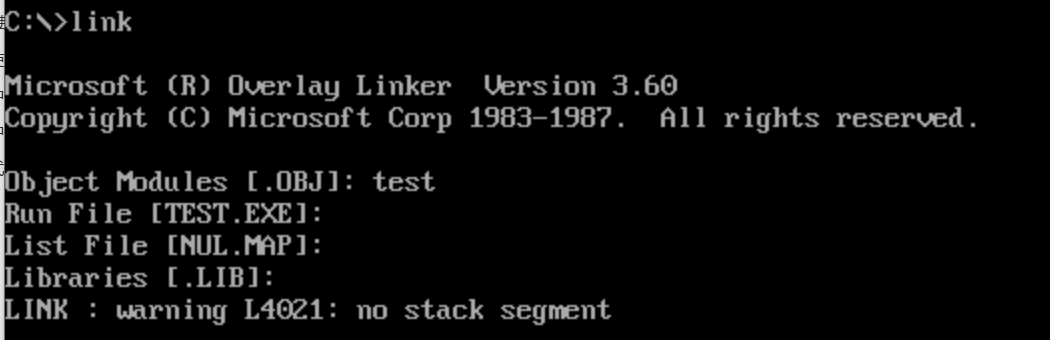 C:\>link
Microsoft (R) Overlay Linker  Version 3.60
Copyright (C) Microsoft Corp 1983-1987.  All rights reserved.
Object Modules [.OBJ]: test
Run File [TEST.EXE]:
List File [NUL.MAP]:
Libraries [.LIB]:
LINK : warning L4021: no stack segment